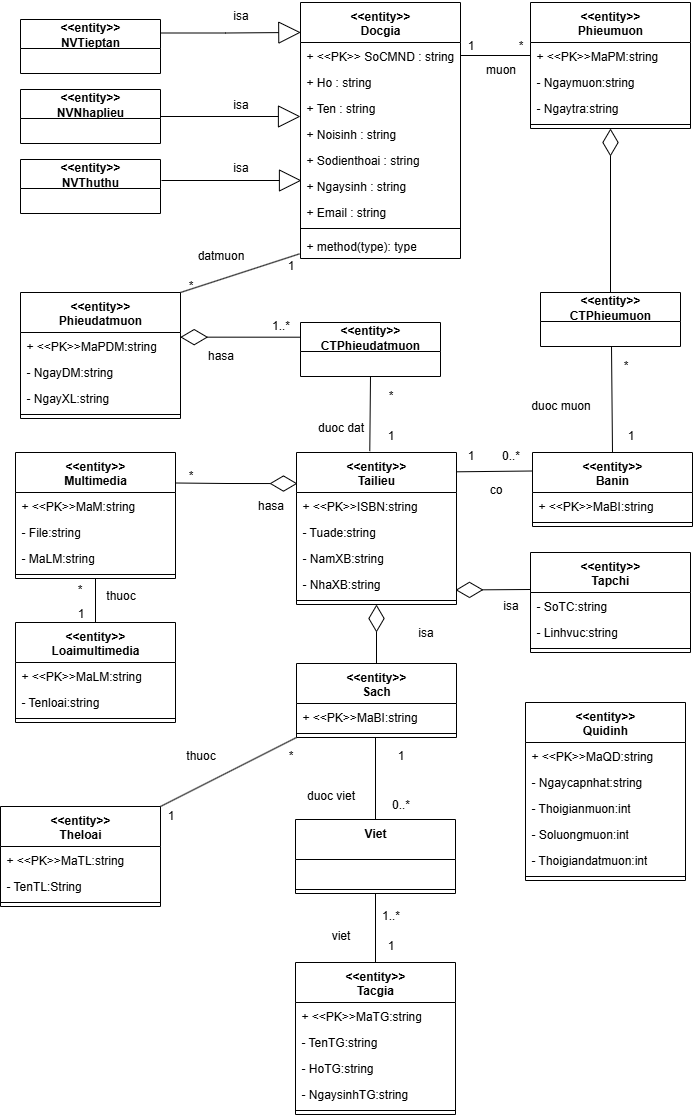 <<entity>>
NVTieptan
isa
<<entity>>
NVNhaplieu
isa
<<entity>>
NVThuthu
isa
<<entity>>
Docgia
+ <<PK>> SoCMND : string
+ Ho : string
+ Ten : string
+ Noisinh : string
+ Sodienthoai : string
+ Ngaysinh : string
+ Email : string
+ method(type): type
1
*
muon
<<entity>>
Phieumuon
+ <<PK>>MaPM:string
- Ngaymuon:string
- Ngaytra:string
datmuon
1
*
<<entity>>
Phieudatmuon
+ <<PK>>MaPDM:string
- NgayDM:string
- NgayXL:string
1..*
hasa
<<entity>>
CTPhieudatmuon
<<entity>>
CTPhieumuon
*
duoc dat
1
*
duoc muon
1
<<entity>>
Multimedia
+ <<PK>>MaM:string
- File:string
- MaLM:string
*
hasa
<<entity>>
Tailieu
+ <<PK>>ISBN:string
- Tuade:string
- NamXB:string
- NhaXB:string
1
0..*
co
<<entity>>
Banin
+ <<PK>>MaBI:string
*
thuoc
1
<<entity>>
Loaimultimedia
+ <<PK>>MaLM:string
- Tenloai:string
isa
<<entity>>
Tapchi
- SoTC:string
- Linhvuc:string
isa
<<entity>>
Sach
+ <<PK>>MaBI:string
thuoc
*
1
<<entity>>
Theloai
+ <<PK>>MaTL:string
- TenTL:String
1
duoc viet
0..*
Viet
1..*
viet
1
<<entity>>
Tacgia
+ <<PK>>MaTG:string
- TenTG:string
- HoTG:string
- NgaysinhTG:string
<<entity>>
Quidinh
+ <<PK>>MaQD:string
- Ngaycapnhat:string
- Thoigianmuon:int
- Soluongmuon:int
- Thoigiandatmuon:int